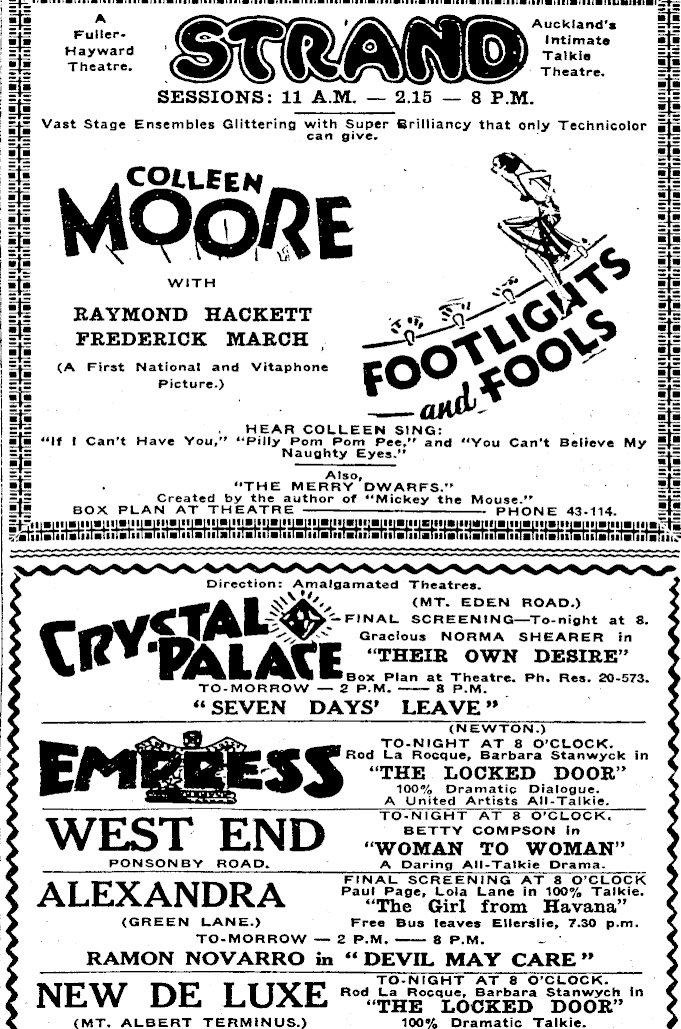 A
Fuller-
Hayward
Theatre.
STRAND
Auckland's
Intimate
Talkie
Theatre.
SESSIONS: 11 A.M. — 2.15 — 8 P.M.
Vast Stage Ensembles Glittering with Super Brilliancy that only Technicolor
can give.
COLLEEN
MOORE
WITH
RAYMOND HACKETT
FREDERICK MARCH
(A First National and Vitaphone
Picture.)
FOOTLIGHTS
and FOOLS
HEAR COLLEEN SING:
"If I Can't Have You," "Pilly Pom Pom Pee," and "You Can't Believe My
Naughty Eyes."
Also,
"THE MERRY DWARFS."
Created by the author of "Mickey the Mouse."
BOX PLAN AT THEATRE — PHONE 43-114.
Direction: Amalgamated Theatres.
CRYSTAL
PALACE
(MT. EDEN ROAD.)
FINAL SCREENING—To-night at 8.
Gracious NORMA SHEARER in
"THEIR OWN DESIRE"
Box Plan at Theatre. Ph. Res. 20-573.
TO-MORROW — 2 P.M. — 8 P.M.
"SEVEN DAYS' LEAVE"
EMPRESS
(NEWTON.)
TO-NIGHT AT 8 O'CLOCK.
Rod La Rocque, Barbara Stanwyck in
"THE LOCKED DOOR"
100% Dramatic Dialogue.
A United Artists All-Talkie.
WEST END
PONSONBY ROAD.
TO-NIGHT AT 8 O'CLOCK.
BETTY COMPSON in
"WOMAN TO WOMAN"
A Daring All-Talkie Drama.
ALEXANDRA
(GREEN LANE.)
FINAL SCREENING AT 8 O'CLOCK
Paul Page, Lola Lane in 100% Talkie.
"The Girl from Havana"
Free Bus leaves Ellerslie, 7.30 p.m.
TO-MORROW — 2 P.M. — 8 P.M.
RAMON NOVARRO in "DEVIL MAY CARE"
NEW DE LUXE
(MT. ALBERT TERMINUS.)
TO-NIGHT AT 8 O'CLOCK.
Rod La Rocque, Barbara Stanwych in
"THE LOCKED DOOR"
100% Dramatic Talkie.